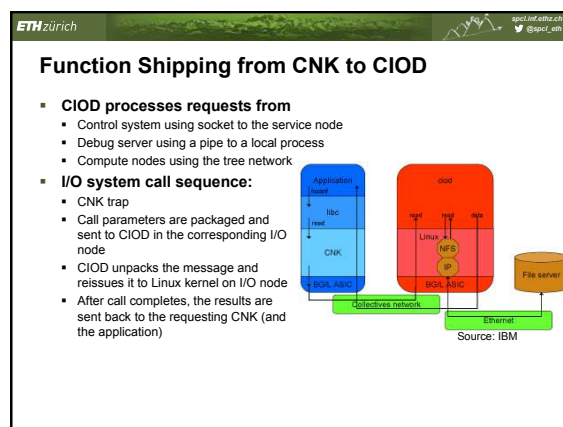 ETH zürich
spcl.inf.ethz.ch
@spcl_eth
Function Shipping from CNK to CIOD
CIOD processes requests from
Control system using socket to the service node
Debug server using a pipe to a local process
Compute nodes using the tree network
I/O system call sequence:
CNK trap
Call parameters are packaged and
sent to CIOD in the corresponding I/O
node
CIOD unpacks the message and
reissues it to Linux kernel on I/O node
After call completes, the results are
sent back to the requesting CNK (and
the application)
Application
fscanf
libc
read
CNK
BG/L ASIC
ciod
read
read
data
Linux
NFS
IP
BG/L ASIC
File server
Collectives network
Ethernet
Source: IBM